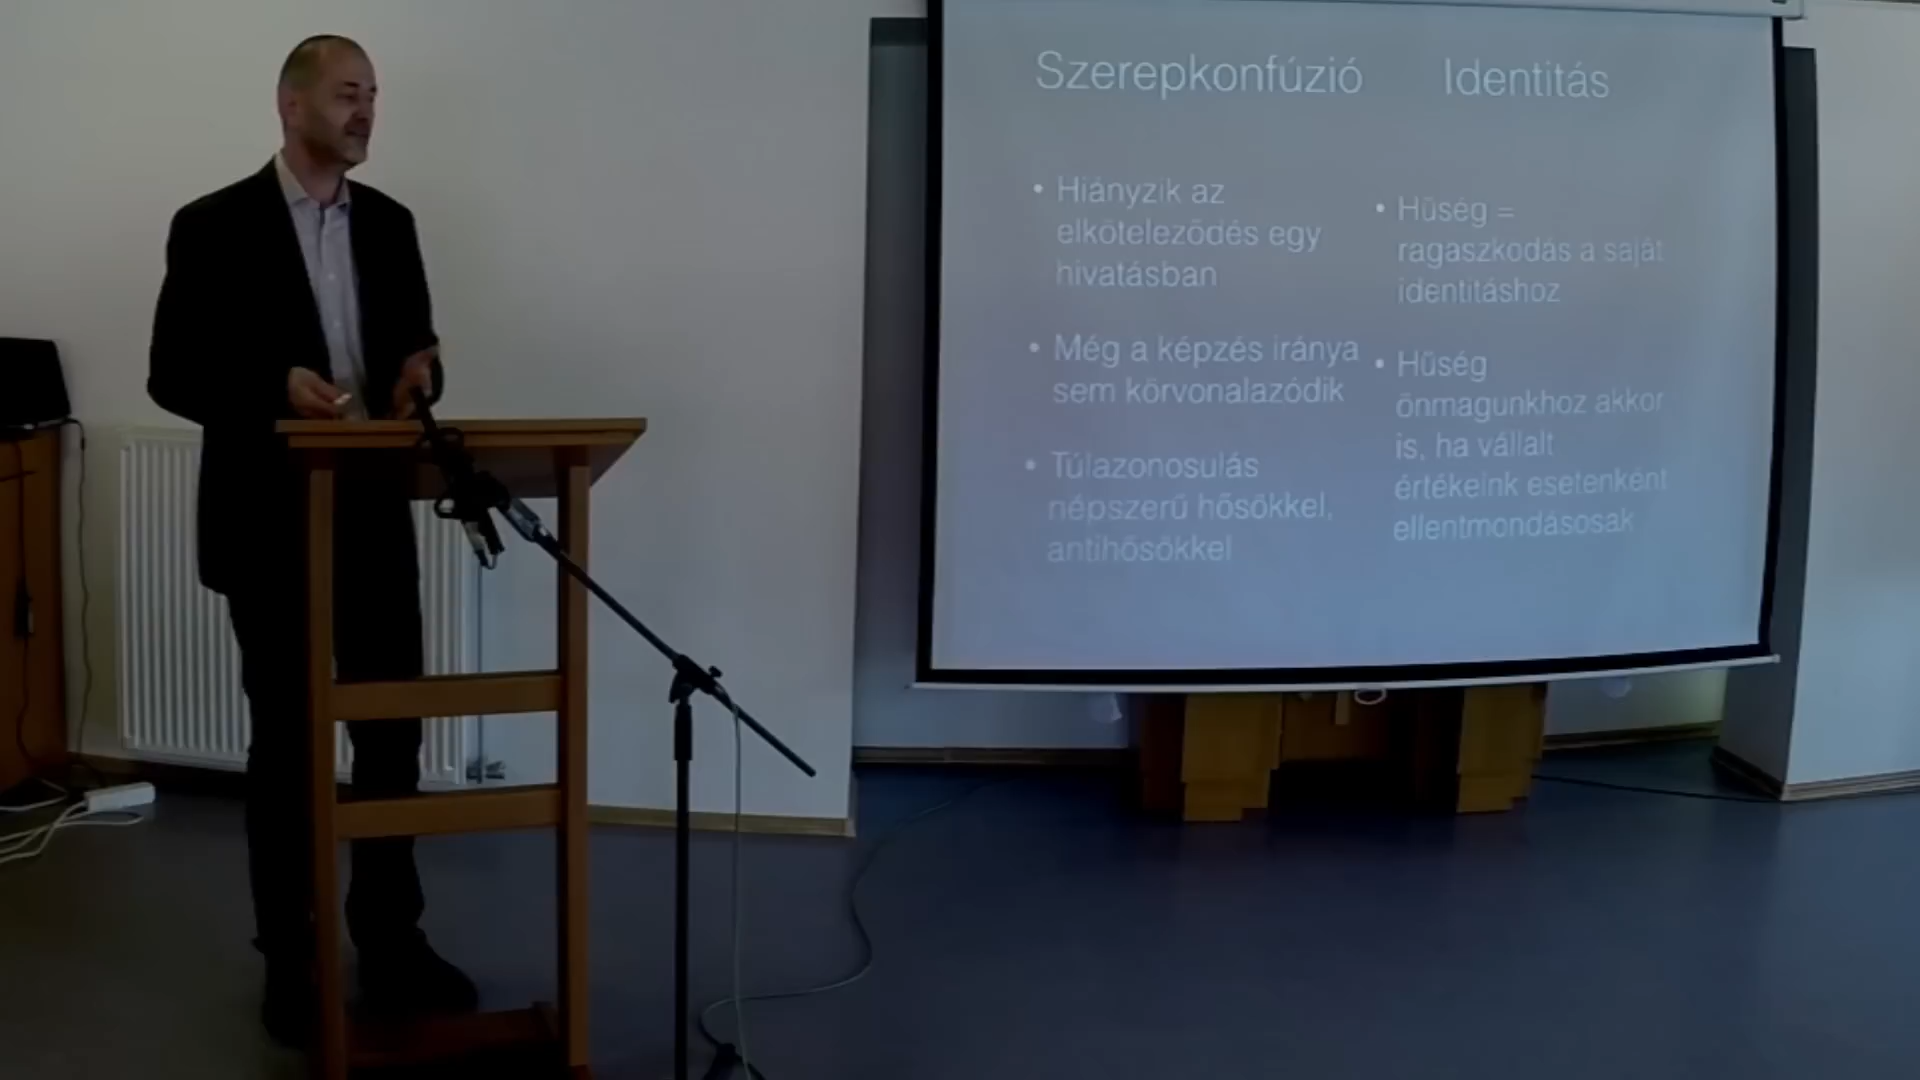 Szerepkonfúzió
Hiányzik az
elköteleződés egy
hivatásban
Még a képzés iránya
sem körvonalazódik
Túlazonosulás
népszerű hősökkel,
antihősökkel
Identitás
Hűség =
ragaszkodás a saját
identitáshoz
Hűség
önmagunkhoz akkor
is, ha vállalt
értékeink esetenként
ellentmondásosak